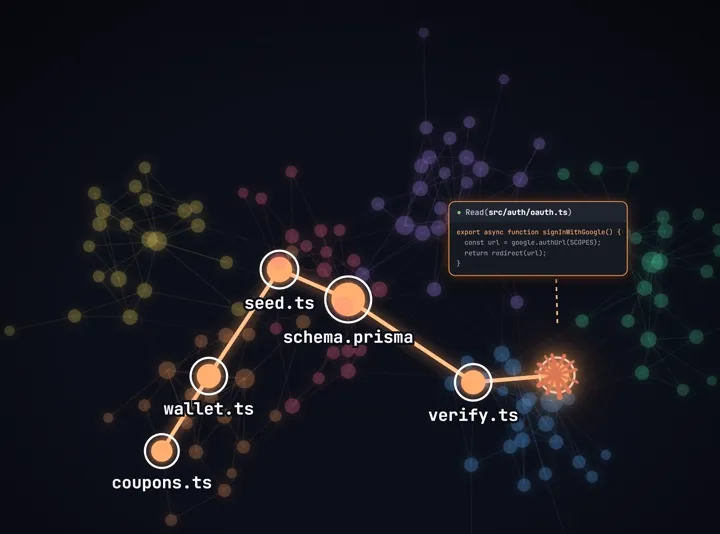 Read(src/auth/oauth.ts)
export async function signInWithGoogle() {
const url = google.authUrl(SCOPES);
return redirect(url);
}
seed.ts
schema.prisma
wallet.ts
verify.ts
coupons.ts